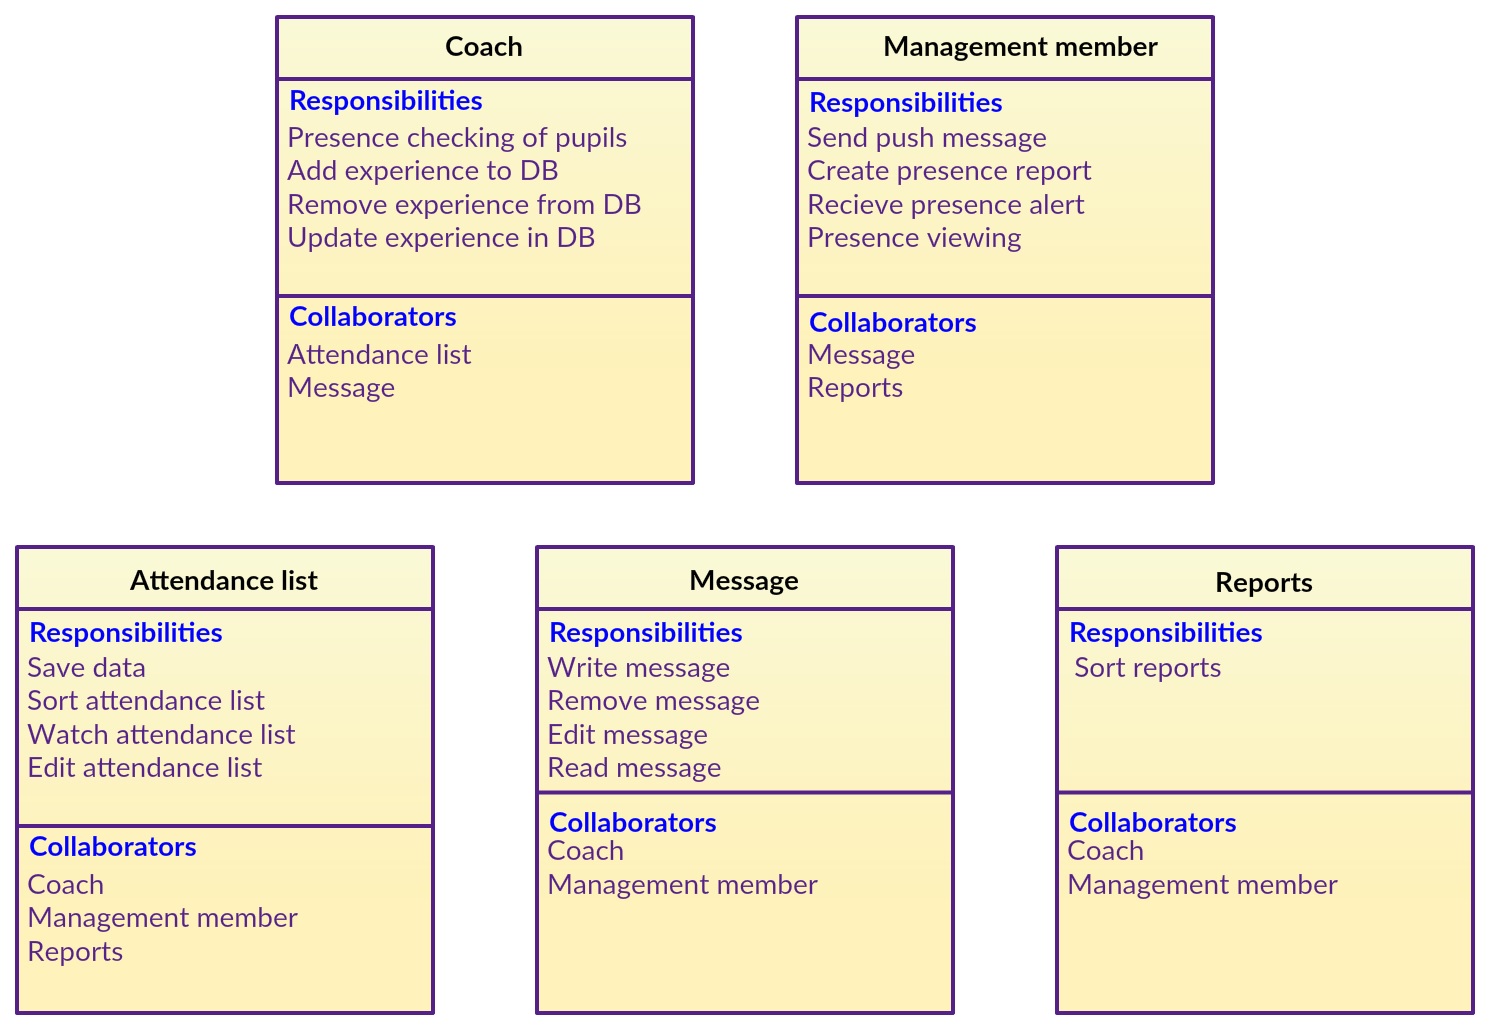 Coach
Responsibilities
Presence checking of pupils
Add experience to DB
Remove experience from DB
Update experience in DB
Collaborators
Attendance list
Message
Management member
Responsibilities
Send push message
Create presence report
Recieve presence alert
Presence viewing
Collaborators
Message
Reports
Attendance list
Responsibilities
Save data
Sort attendance list
Watch attendance list
Edit attendance list
Collaborators
Coach
Management member
Reports
Message
Responsibilities
Write message
Remove message
Edit message
Read message
Collaborators
Coach
Management member
Reports
Responsibilities
Sort reports
Collaborators
Coach
Management member